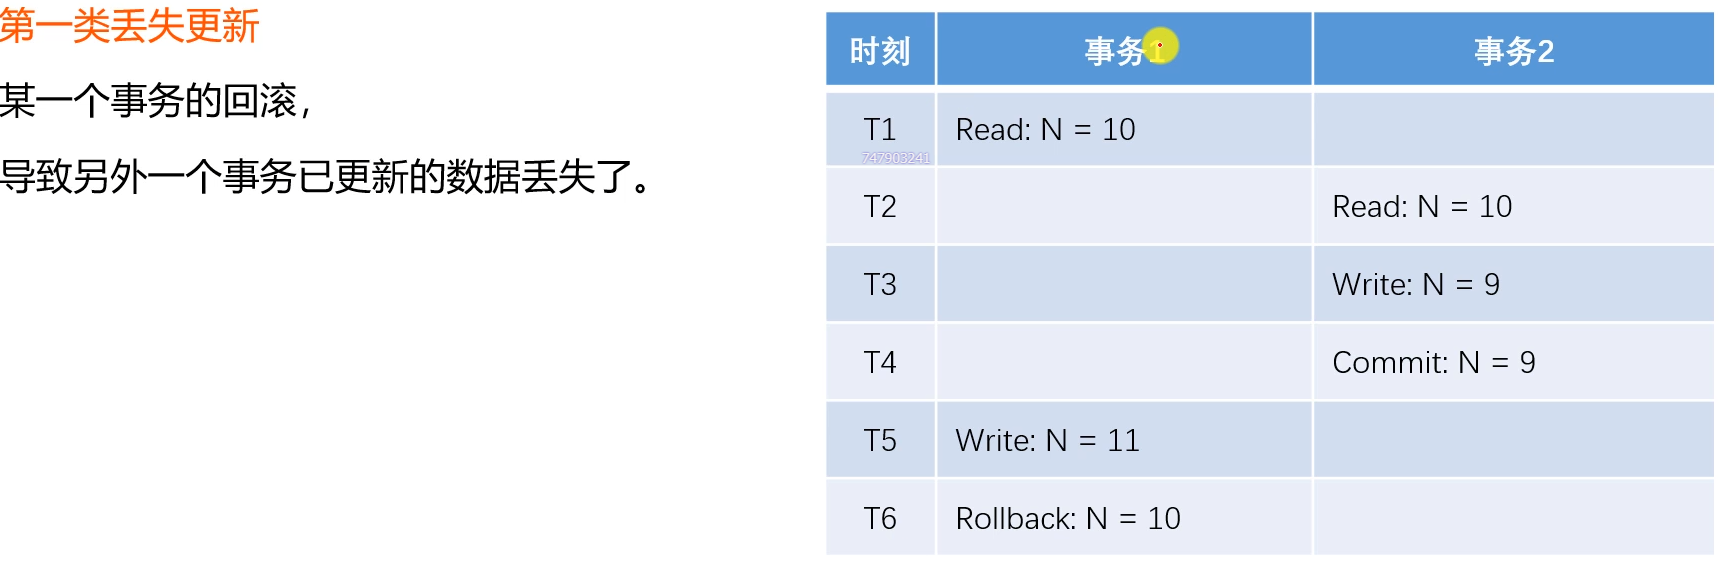 第一类丢失更新
某一个事务的回滚，
导致另外一个事务已更新的数据丢失了。
时刻 事务1 事务2
T1 Read: N = 10
747903241
T2 Read: N = 10
T3 Write: N = 9
T4 Commit: N = 9
T5 Write: N = 11
T6 Rollback: N = 10